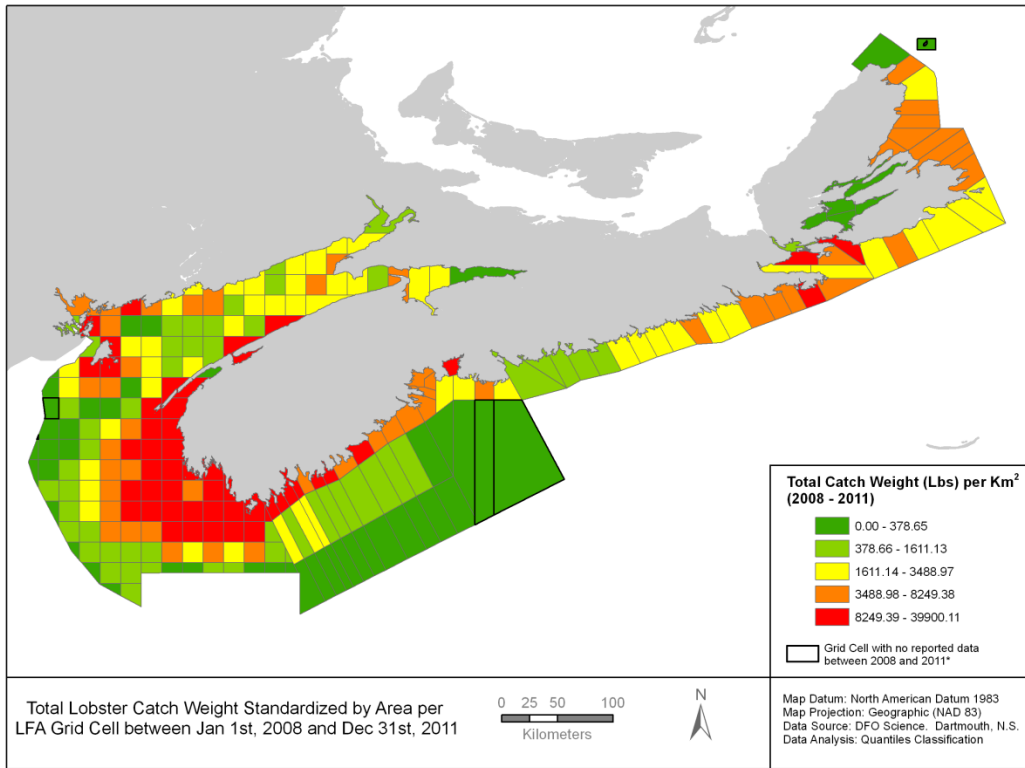 Total Catch Weight (Lbs) per Km²
(2008 - 2011)
0.00 - 378.65
378.66 - 1611.13
1611.14 - 3488.97
3488.98 - 8249.38
8249.39 - 39900.11
Grid Cell with no reported data
between 2008 and 2011*
Total Lobster Catch Weight Standardized by Area per
LFA Grid Cell between Jan 1st, 2008 and Dec 31st, 2011
0 25 50 100
Kilometers
N
Map Datum: North American Datum 1983
Map Projection: Geographic (NAD 83)
Data Source: DFO Science. Dartmouth, N.S.
Data Analysis: Quantiles Classification